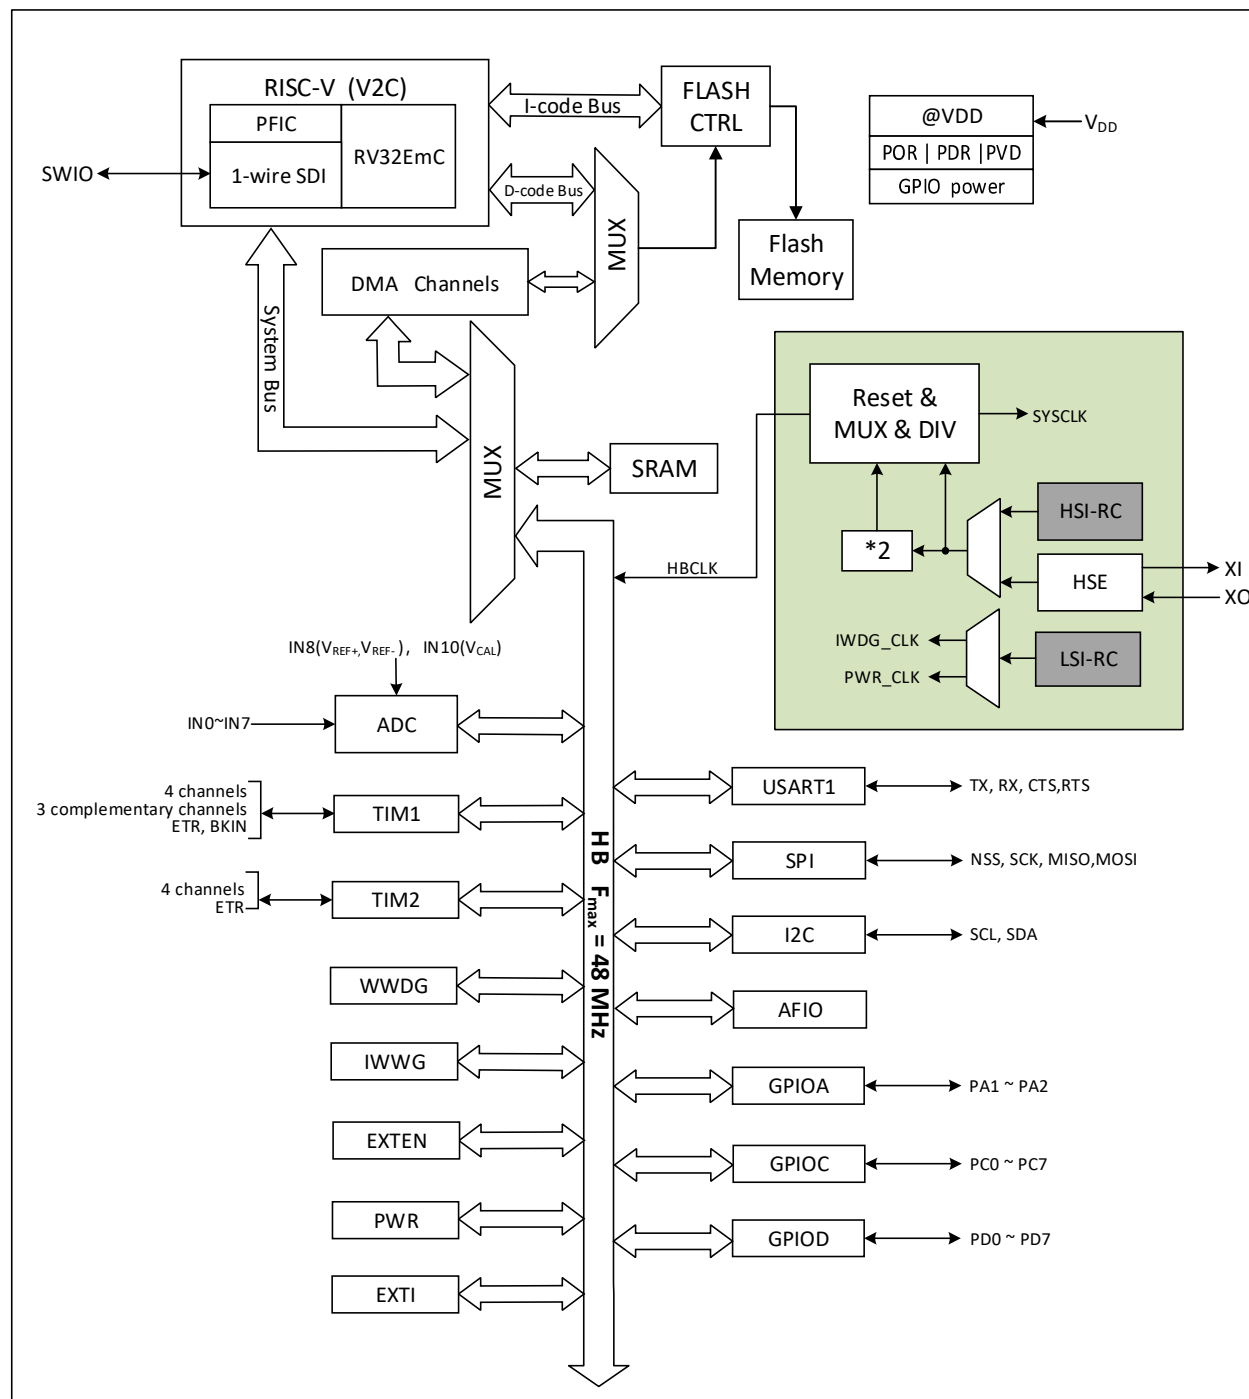 RISC-V (V2C)
PFIC
1-wire SDI
RV32EmC
SWIO
I-code Bus
D-code Bus
FLASH
CTRL
@VDD
POR | PDR |PVD
GPIO power
VDD
MUX
Flash
Memory
DMA Channels
System Bus
MUX
SRAM
Reset &
MUX & DIV
SYSCLK
HSI-RC
*2
HBCLK
HSE
XI
XO
IWDG_CLK
PWR_CLK
LSI-RC
IN8(VREF+,VREF-) , IN10(VCAL)
IN0~IN7
ADC
4 channels
3 complementary channels
ETR, BKIN
TIM1
4 channels
ETR
TIM2
WWDG
IWWG
EXTEN
PWR
EXTI
HB Fmax = 48 MHz
USART1
TX, RX, CTS,RTS
SPI
NSS, SCK, MISO,MOSI
I2C
SCL, SDA
AFIO
GPIOA
PA1 ~ PA2
GPIOC
PC0 ~ PC7
GPIOD
PD0 ~ PD7